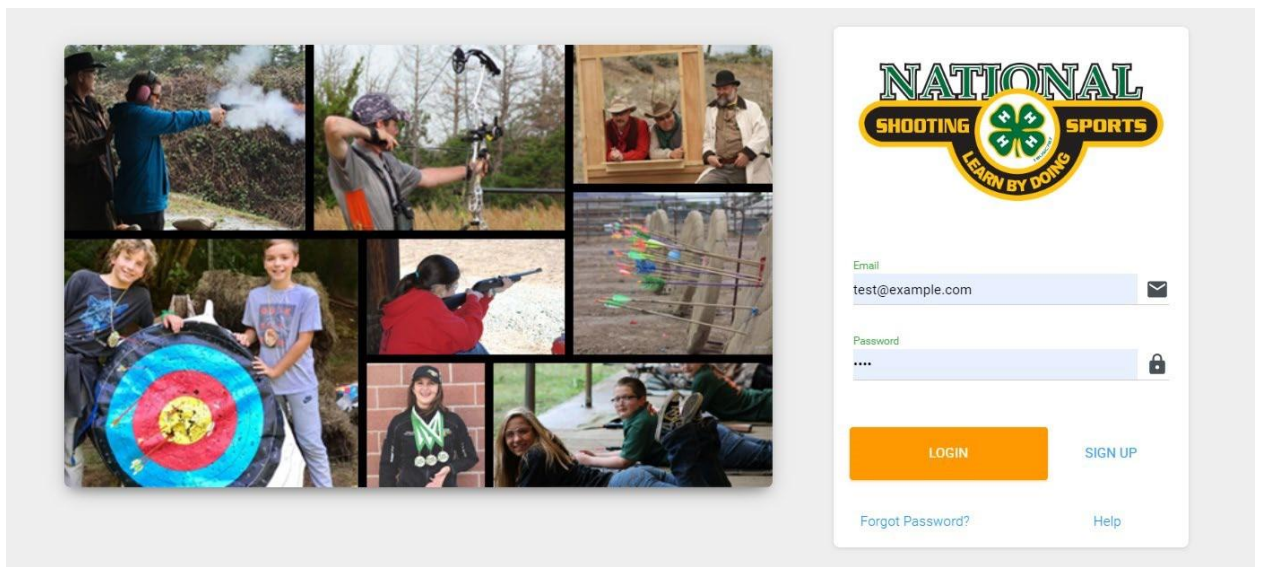 NATIONAL
SHOOTING SPORTS
H H
H H
LEARN BY DOING
Email
test@example.com
Password
••••
LOGIN
SIGN UP
Forgot Password?
Help